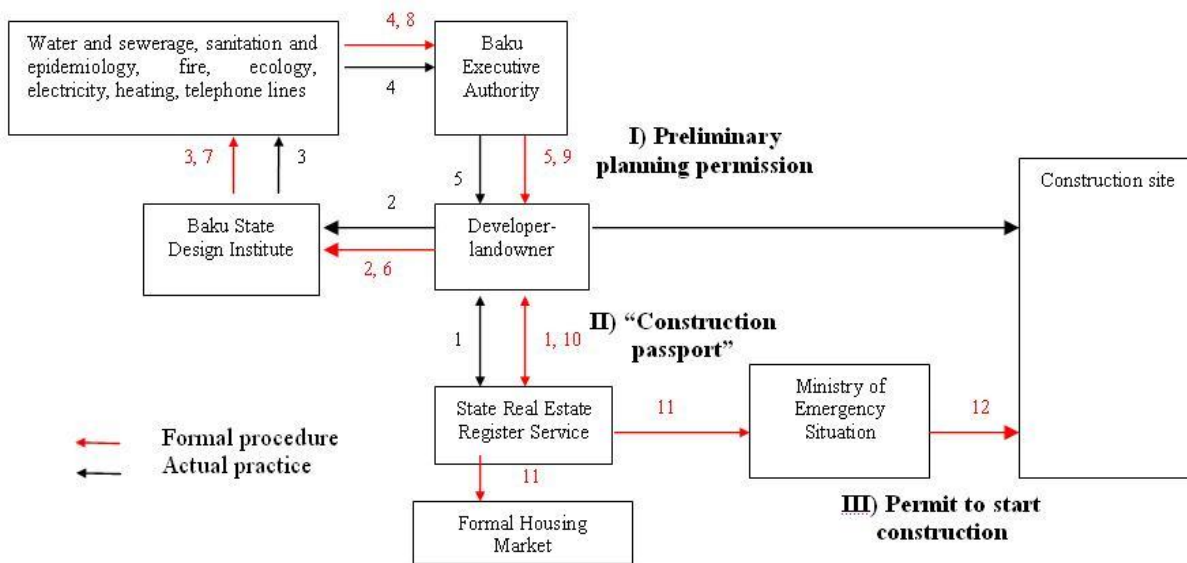 Water and sewerage, sanitation and
epidemiology, fire, ecology,
electricity, heating, telephone lines
4, 8
4
Baku
Executive
Authority
3, 7
3
5
5, 9
I) Preliminary
planning permission
Construction site
Baku State
Design Institute
2
2, 6
Developer-
landowner
1
1, 10
II) “Construction
passport”
State Real Estate
Register Service
11
Ministry of
Emergency
Situation
12
Formal procedure
Actual practice
11
III) Permit to start
construction
Formal Housing
Market